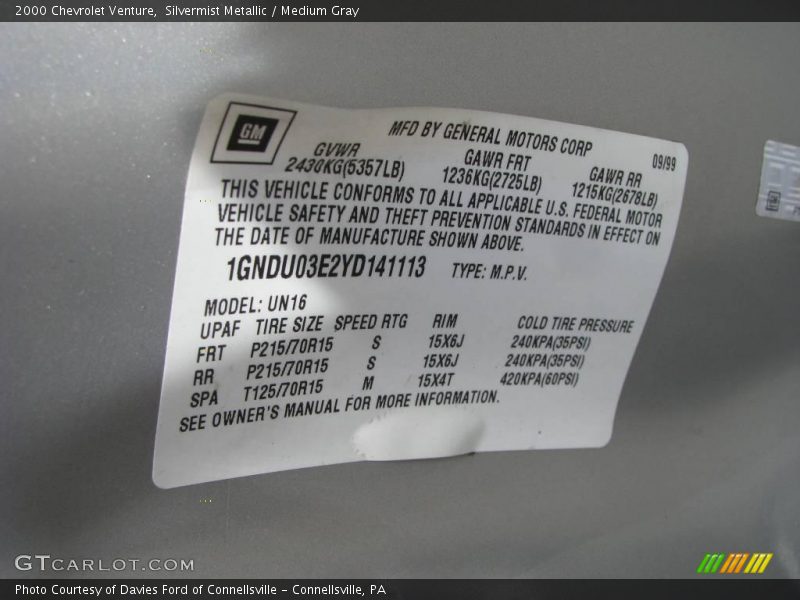 2000 Chevrolet Venture, Silvermist Metallic / Medium Gray
GM
MFD BY GENERAL MOTORS CORP
09/99
GVWR GAWR FRT GAWR RR
2430KG(5357LB) 1236KG(2725LB) 1215KG(2678LB)
THIS VEHICLE CONFORMS TO ALL APPLICABLE U.S. FEDERAL MOTOR
VEHICLE SAFETY AND THEFT PREVENTION STANDARDS IN EFFECT ON
THE DATE OF MANUFACTURE SHOWN ABOVE.
1GNDU03E2YD141113 TYPE: M.P.V.
MODEL: UN16
UPAF TIRE SIZE SPEED RTG RIM COLD TIRE PRESSURE
FRT P215/70R15 S 15X6J 240KPA(35PSI)
RR P215/70R15 S 15X6J 240KPA(35PSI)
SPA T125/70R15 M 15X4T 420KPA(60PSI)
SEE OWNER'S MANUAL FOR MORE INFORMATION.
GTCARLOT.COM
Photo Courtesy of Davies Ford of Connellsville – Connellsville, PA